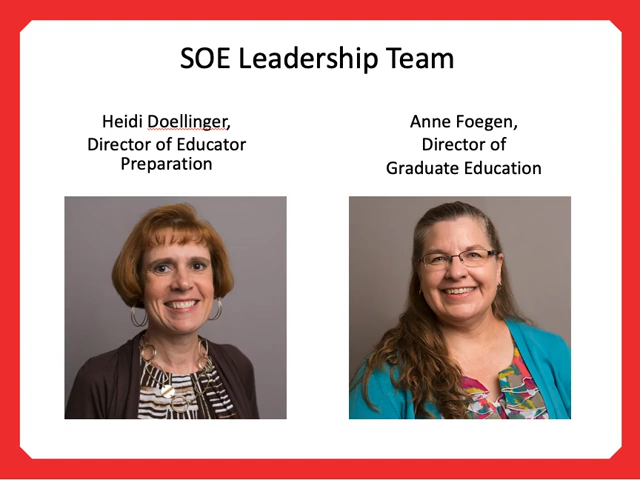 SOE Leadership Team
Heidi Doellinger,
Director of Educator
Preparation
Anne Foegen,
Director of
Graduate Education